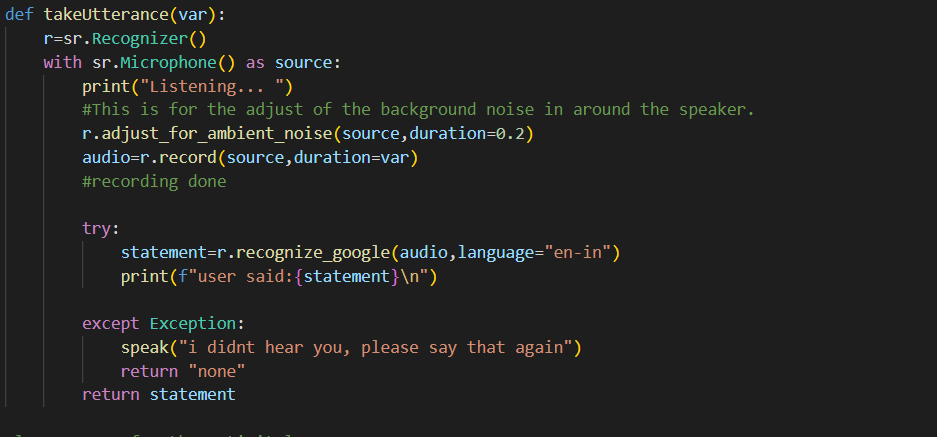 def takeUtterance(var):
    r=sr.Recognizer()
    with sr.Microphone() as source:
        print("Listening... ")
        #This is for the adjust of the background noise in around the speaker.
        r.adjust_for_ambient_noise(source,duration=0.2)
        audio=r.record(source,duration=var)
        #recording done

        try:
            statement=r.recognize_google(audio,language="en-in")
            print(f"user said:{statement}\n")

        except Exception:
            speak("i didnt hear you, please say that again")
            return "none"
        return statement